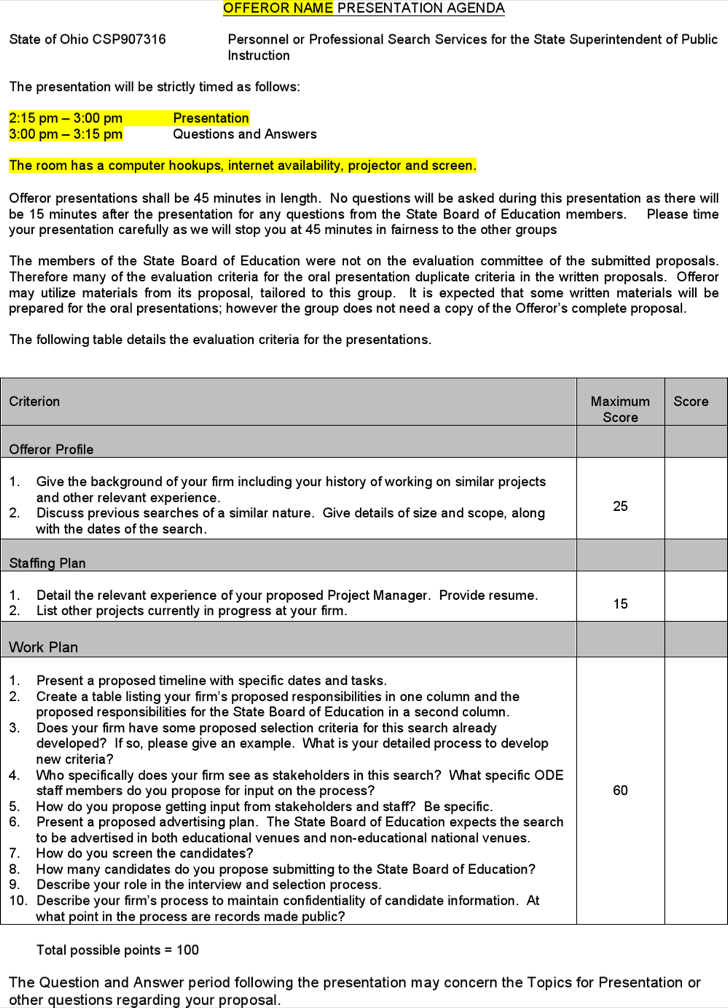 OFFEROR NAME PRESENTATION AGENDA
State of Ohio CSP907316 Personnel or Professional Search Services for the State Superintendent of Public
Instruction
The presentation will be strictly timed as follows:
2:15 pm – 3:00 pm Presentation
3:00 pm – 3:15 pm Questions and Answers
The room has a computer hookups, internet availability, projector and screen.
Offeror presentations shall be 45 minutes in length. No questions will be asked during this presentation as there will
be 15 minutes after the presentation for any questions from the State Board of Education members. Please time
your presentation carefully as we will stop you at 45 minutes in fairness to the other groups
The members of the State Board of Education were not on the evaluation committee of the submitted proposals.
Therefore many of the evaluation criteria for the oral presentation duplicate criteria in the written proposals. Offeror
may utilize materials from its proposal, tailored to this group. It is expected that some written materials will be
prepared for the oral presentations; however the group does not need a copy of the Offeror's complete proposal.
The following table details the evaluation criteria for the presentations.
Criterion Maximum Score
Score
Offeror Profile
1. Give the background of your firm including your history of working on similar projects
and other relevant experience.
2. Discuss previous searches of a similar nature. Give details of size and scope, along
with the dates of the search.
25
Staffing Plan
1. Detail the relevant experience of your proposed Project Manager. Provide resume.
2. List other projects currently in progress at your firm.
15
Work Plan
1. Present a proposed timeline with specific dates and tasks.
2. Create a table listing your firm's proposed responsibilities in one column and the
proposed responsibilities for the State Board of Education in a second column.
3. Does your firm have some proposed selection criteria for this search already
developed? If so, please give an example. What is your detailed process to develop
new criteria?
4. Who specifically does your firm see as stakeholders in this search? What specific ODE
staff members do you propose for input on the process?
5. How do you propose getting input from stakeholders and staff? Be specific.
6. Present a proposed advertising plan. The State Board of Education expects the search
to be advertised in both educational venues and non-educational national venues.
7. How do you screen the candidates?
8. How many candidates do you propose submitting to the State Board of Education?
9. Describe your role in the interview and selection process.
10. Describe your firm's process to maintain confidentiality of candidate information. At
what point in the process are records made public?
60
Total possible points = 100
The Question and Answer period following the presentation may concern the Topics for Presentation or
other questions regarding your proposal.